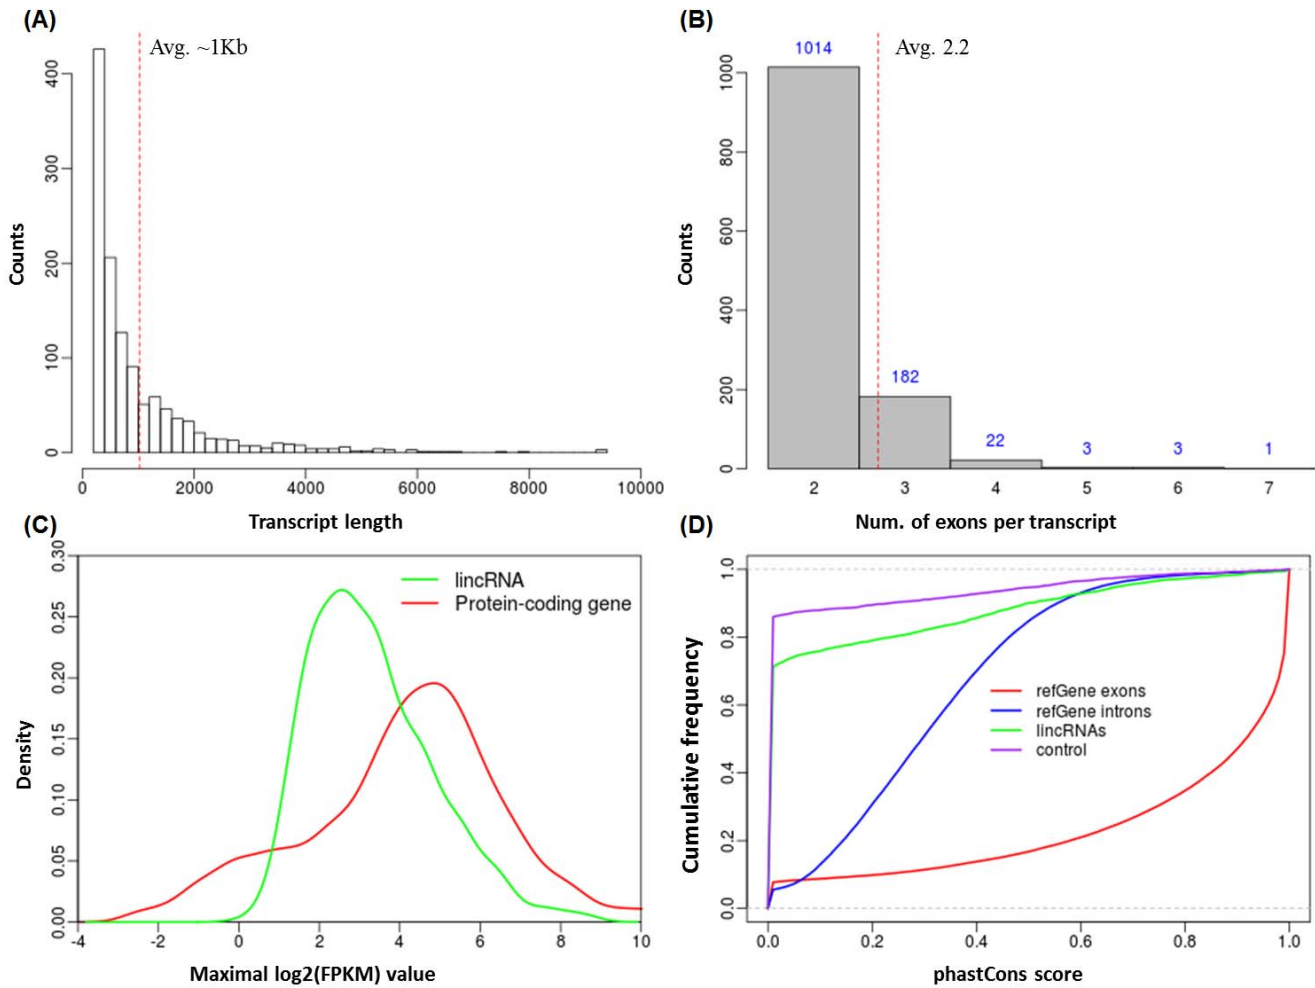 (A)
Avg. ~1Kb
Counts
0
100
200
300
400
0 2000 4000 6000 8000 10000
Transcript length
(B)
Avg. 2.2
1014
182
22
3
3
1
Counts
0
200
400
600
800
1000
2 3 4 5 6 7
Num. of exons per transcript
(C)
lincRNA
Protein-coding gene
Density
0.00
0.05
0.10
0.15
0.20
0.25
0.30
-4 -2 0 2 4 6 8 10
Maximal log2(FPKM) value
(D)
refGene exons
refGene introns
lincRNAs
control
Cumulative frequency
0.0
0.2
0.4
0.6
0.8
1.0
0.0 0.2 0.4 0.6 0.8 1.0
phastCons score